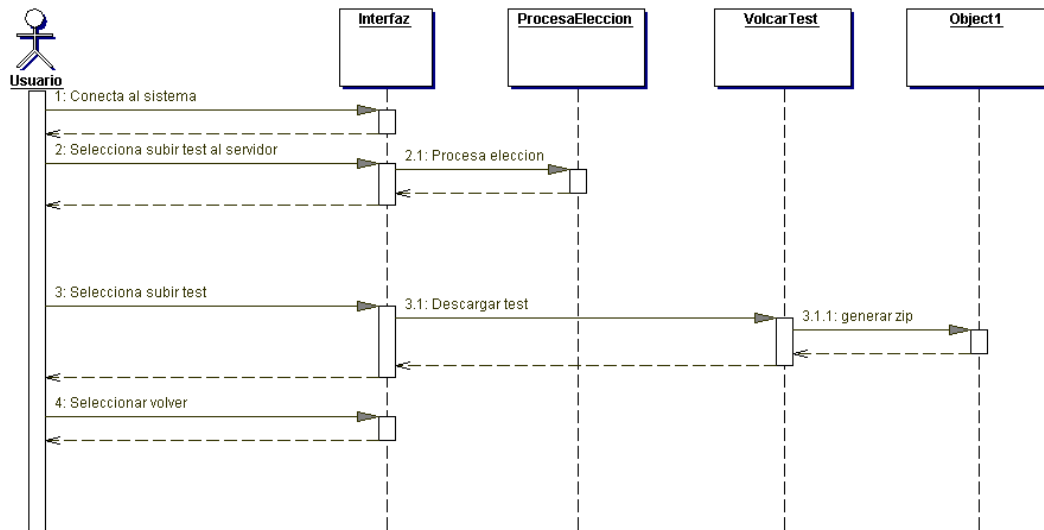 Interfaz
ProcesaEleccion
VolcarTest
Object1
Usuario
1: Conecta al sistema
2: Selecciona subir test al servidor
2.1: Procesa eleccion
3: Selecciona subir test
3.1: Descargar test
3.1.1: generar zip
4: Seleccionar volver